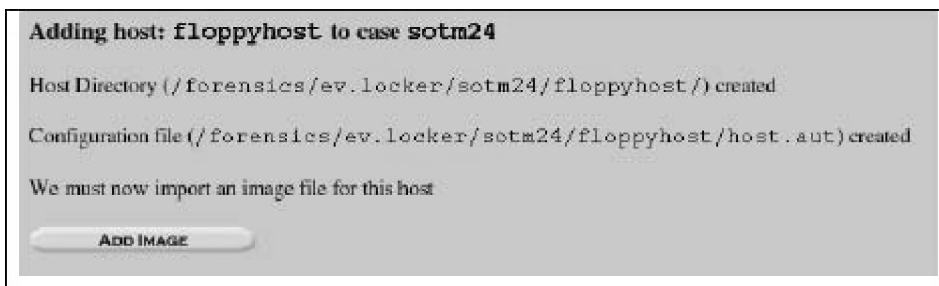 Adding host: floppyhost to case sotm24
Host Directory (/forensics/ev.locker/sotm24/floppyhost/) created
Configuration file (/forensics/ev.locker/sotm24/floppyhost/host.aut) created
We must now import an image file for this host
ADD IMAGE